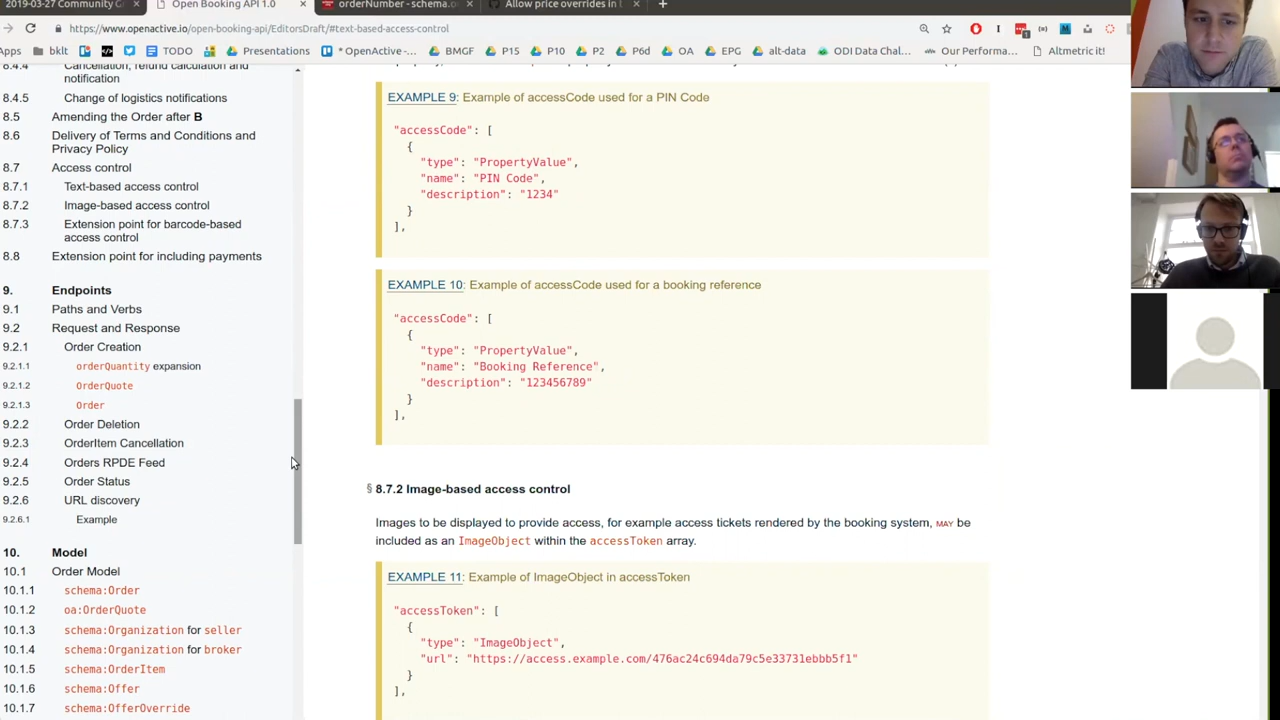 2019-03-27 Community G
Open Booking API 1.0
orderNumber - schema.o
Allow price overrides in
https://www.openactive.io/open-booking-api/EditorsDraft/#text-based-access-control
Apps
bklt
TODO
Presentations
* OpenActive -
BMGF
P15
P10
P2
P6d
OA
EPG
alt-data
ODI Data Chal...
Our Performa...
Altmetric it!
8.4.4 Cancellation, refund calculation and
notification
8.4.5 Change of logistics notifications
8.5 Amending the Order after B
8.6 Delivery of Terms and Conditions and
Privacy Policy
8.7 Access control
8.7.1 Text-based access control
8.7.2 Image-based access control
8.7.3 Extension point for barcode-based
access control
8.8 Extension point for including payments
9. Endpoints
9.1 Paths and Verbs
9.2 Request and Response
9.2.1 Order Creation
9.2.1.1 orderQuantity expansion
9.2.1.2 OrderQuote
9.2.1.3 Order
9.2.2 Order Deletion
9.2.3 OrderItem Cancellation
9.2.4 Orders RPDE Feed
9.2.5 Order Status
9.2.6 URL discovery
9.2.6.1 Example
10. Model
10.1 Order Model
10.1.1 schema:Order
10.1.2 oa:OrderQuote
10.1.3 schema:Organization for seller
10.1.4 schema:Organization for broker
10.1.5 schema:OrderItem
10.1.6 schema:Offer
10.1.7 schema:OfferOverride
EXAMPLE 9: Example of accessCode used for a PIN Code
"accessCode": [
{
"type": "PropertyValue",
"name": "PIN Code",
"description": "1234"
}
],
EXAMPLE 10: Example of accessCode used for a booking reference
"accessCode": [
{
"type": "PropertyValue",
"name": "Booking Reference",
"description": "123456789"
}
],
§ 8.7.2 Image-based access control
Images to be displayed to provide access, for example access tickets rendered by the booking system, MAY be
included as an ImageObject within the accessToken array.
EXAMPLE 11: Example of ImageObject in accessToken
"accessToken": [
{
"type": "ImageObject",
"url": "https://access.example.com/476ac24c694da79c5e33731ebbb5f1"
}
],